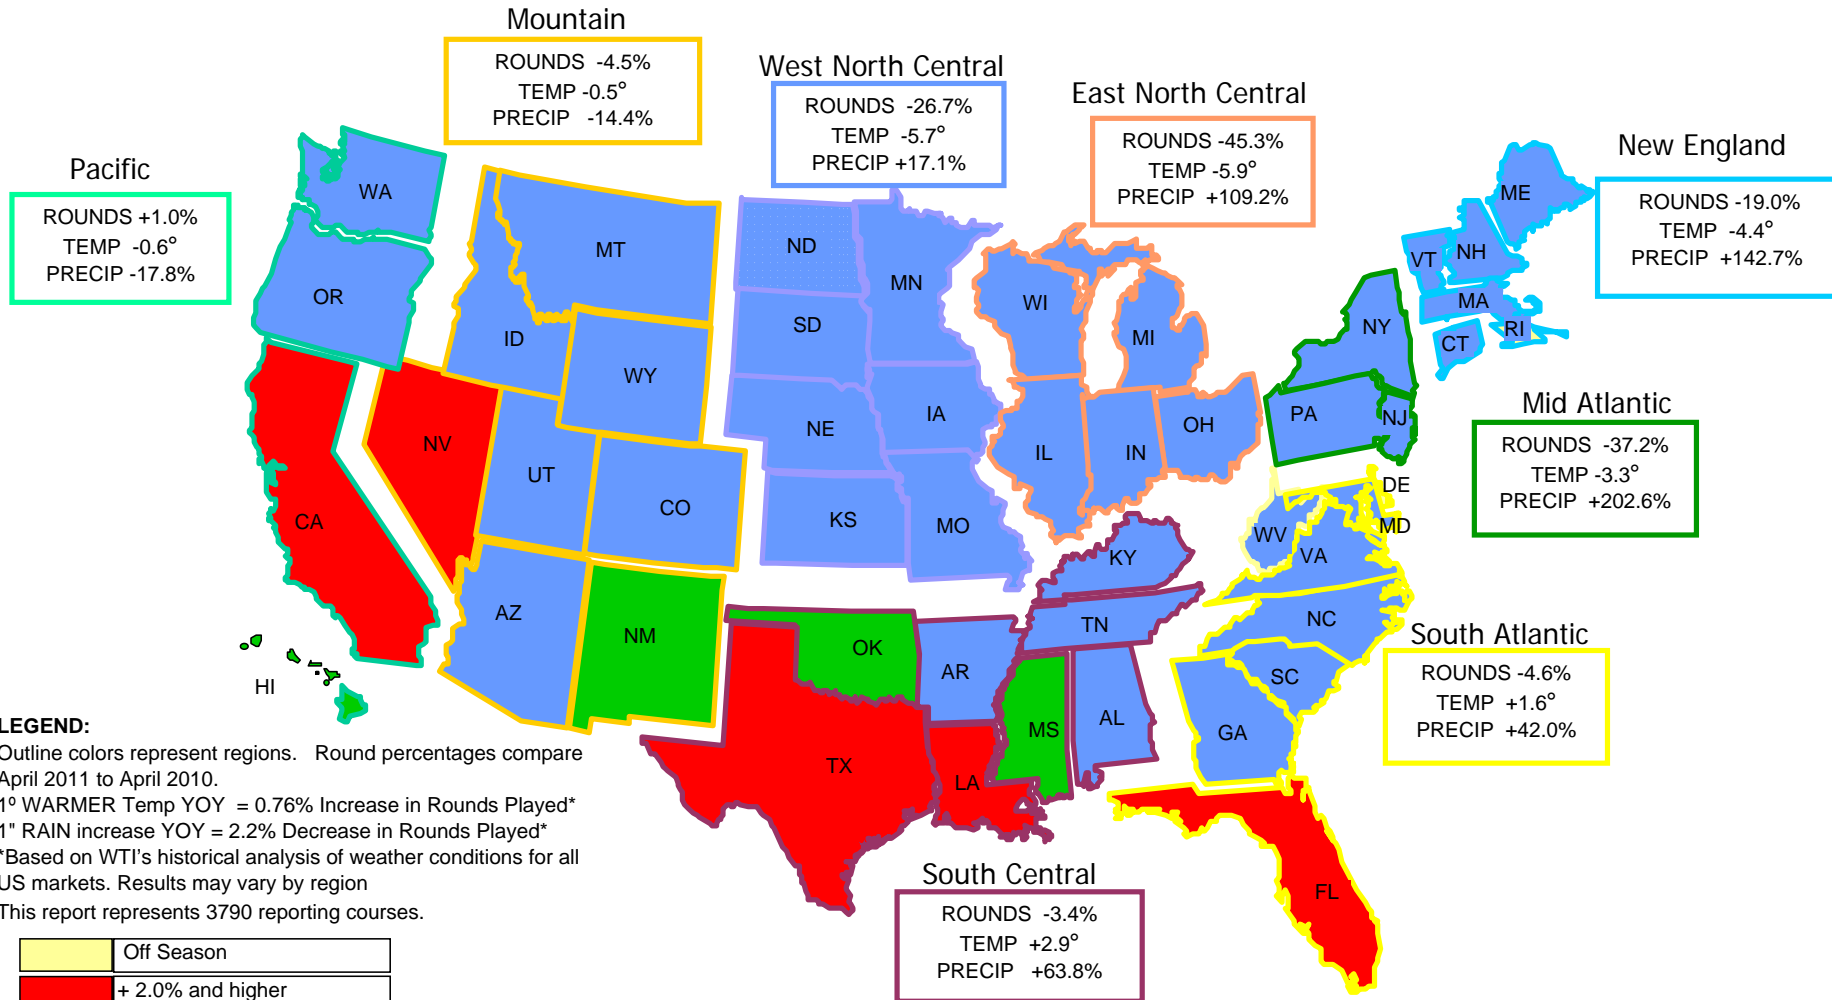 Mountain
ROUNDS -4.5%
TEMP -0.5°
PRECIP -14.4%
West North Central
ROUNDS -26.7%
TEMP -5.7°
PRECIP +17.1%
East North Central
ROUNDS -45.3%
TEMP -5.9°
PRECIP +109.2%
New England
ROUNDS -19.0%
TEMP -4.4°
PRECIP +142.7%
Pacific
ROUNDS +1.0%
TEMP -0.6°
PRECIP -17.8%
Mid Atlantic
ROUNDS -37.2%
TEMP -3.3°
PRECIP +202.6%
South Atlantic
ROUNDS -4.6%
TEMP +1.6°
PRECIP +42.0%
South Central
ROUNDS -3.4%
TEMP +2.9°
PRECIP +63.8%
WA
OR
CA
NV
ID
MT
WY
UT
CO
AZ
NM
HI
ND
SD
NE
KS
MN
IA
MO
WI
MI
IL
IN
OH
KY
TN
OK
AR
TX
LA
MS
AL
ME
VT
NH
MA
RI
CT
NY
PA
NJ
DE
MD
WV
VA
NC
SC
GA
FL
LEGEND:
Outline colors represent regions. Round percentages compare
April 2011 to April 2010.
1º WARMER Temp YOY = 0.76% Increase in Rounds Played*
1" RAIN increase YOY = 2.2% Decrease in Rounds Played*
*Based on WTI's historical analysis of weather conditions for all
US markets. Results may vary by region
This report represents 3790 reporting courses.
Off Season
+ 2.0% and higher